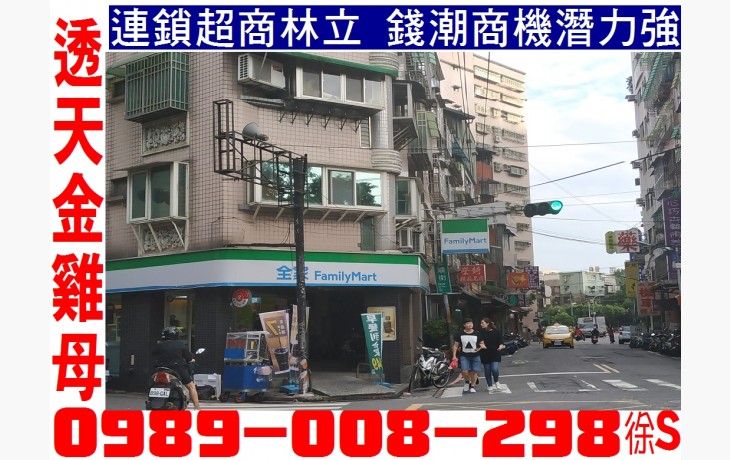 連鎖超商林立 錢潮商機潛力強
透天金雞母
全家 FamilyMart
FamilyMart
藥
0989-008-298徐S